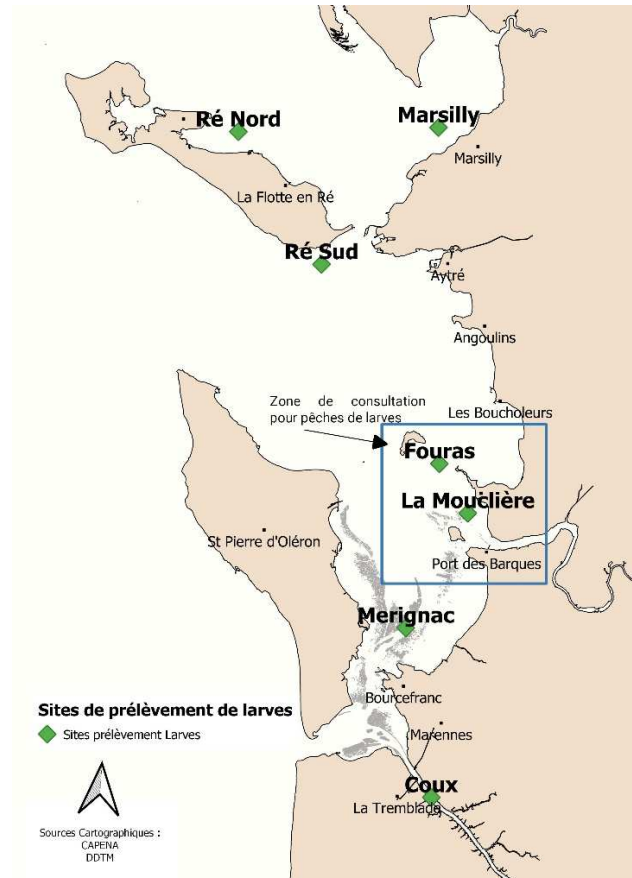 Ré Nord
Marsilly
Marsilly
La Flotte en Ré
Ré Sud
Aytré
Angoulins
Zone de consultation
pour pêches de larves
Les Boucholeurs
Fouras
La Mouclière
St Pierre d'Oléron
Port des Barques
Merignac
Bourcefranc
Sites de prélèvement de larves
Sites prélèvement Larves
Marennes
Coux
La Tremblade
Sources Cartographiques :
CAPENA
DDTM